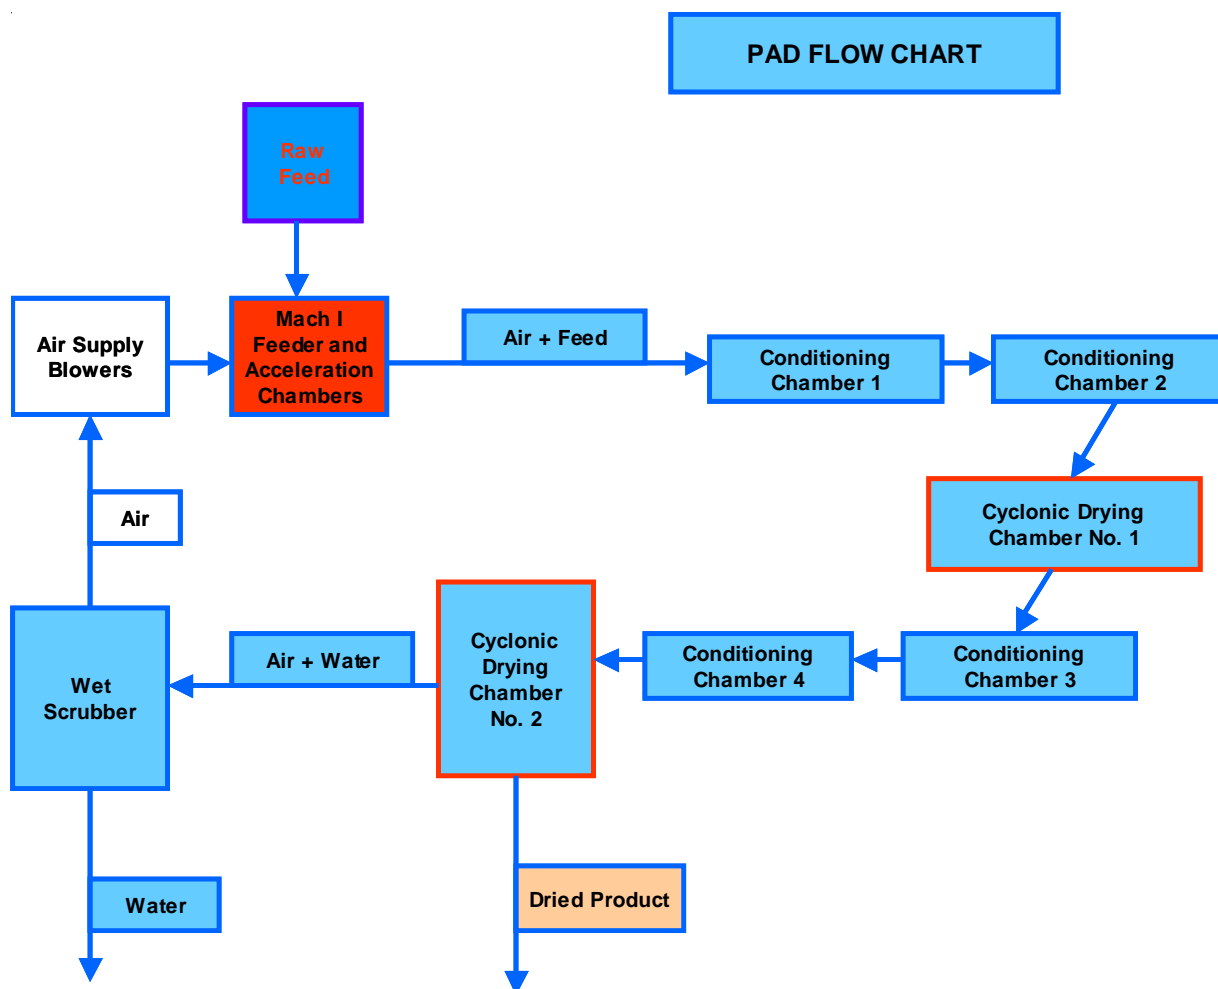 PAD FLOW CHART
Raw
Feed
Air Supply
Blowers
Mach I
Feeder and
Acceleration
Chambers
Air + Feed
Conditioning
Chamber 1
Conditioning
Chamber 2
Air
Cyclonic Drying
Chamber No. 1
Wet
Scrubber
Air + Water
Cyclonic
Drying
Chamber
No. 2
Conditioning
Chamber 4
Conditioning
Chamber 3
Water
Dried Product